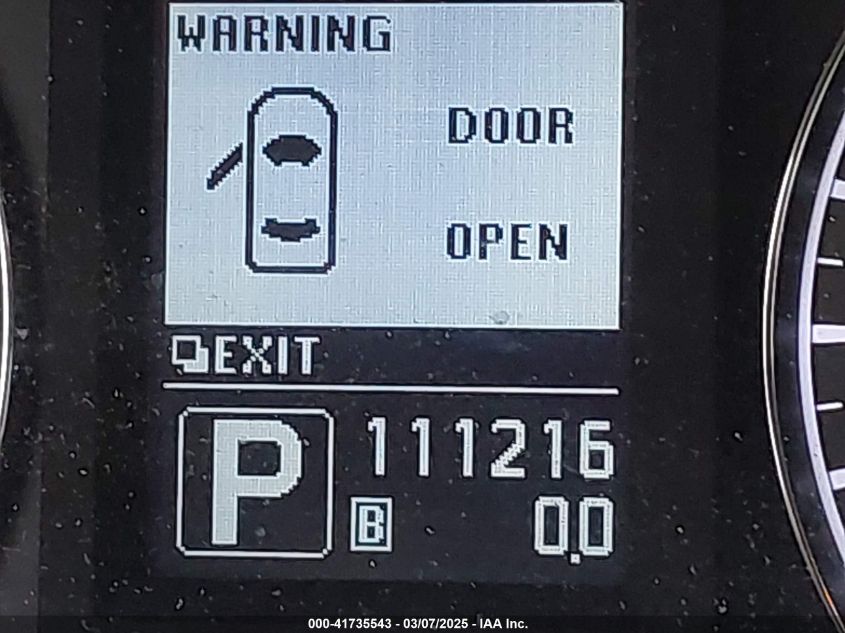 WARNING
DOOR
OPEN
EXIT
P
111216
B
0.0
000-41735543 - 03/07/2025 - IAA Inc.